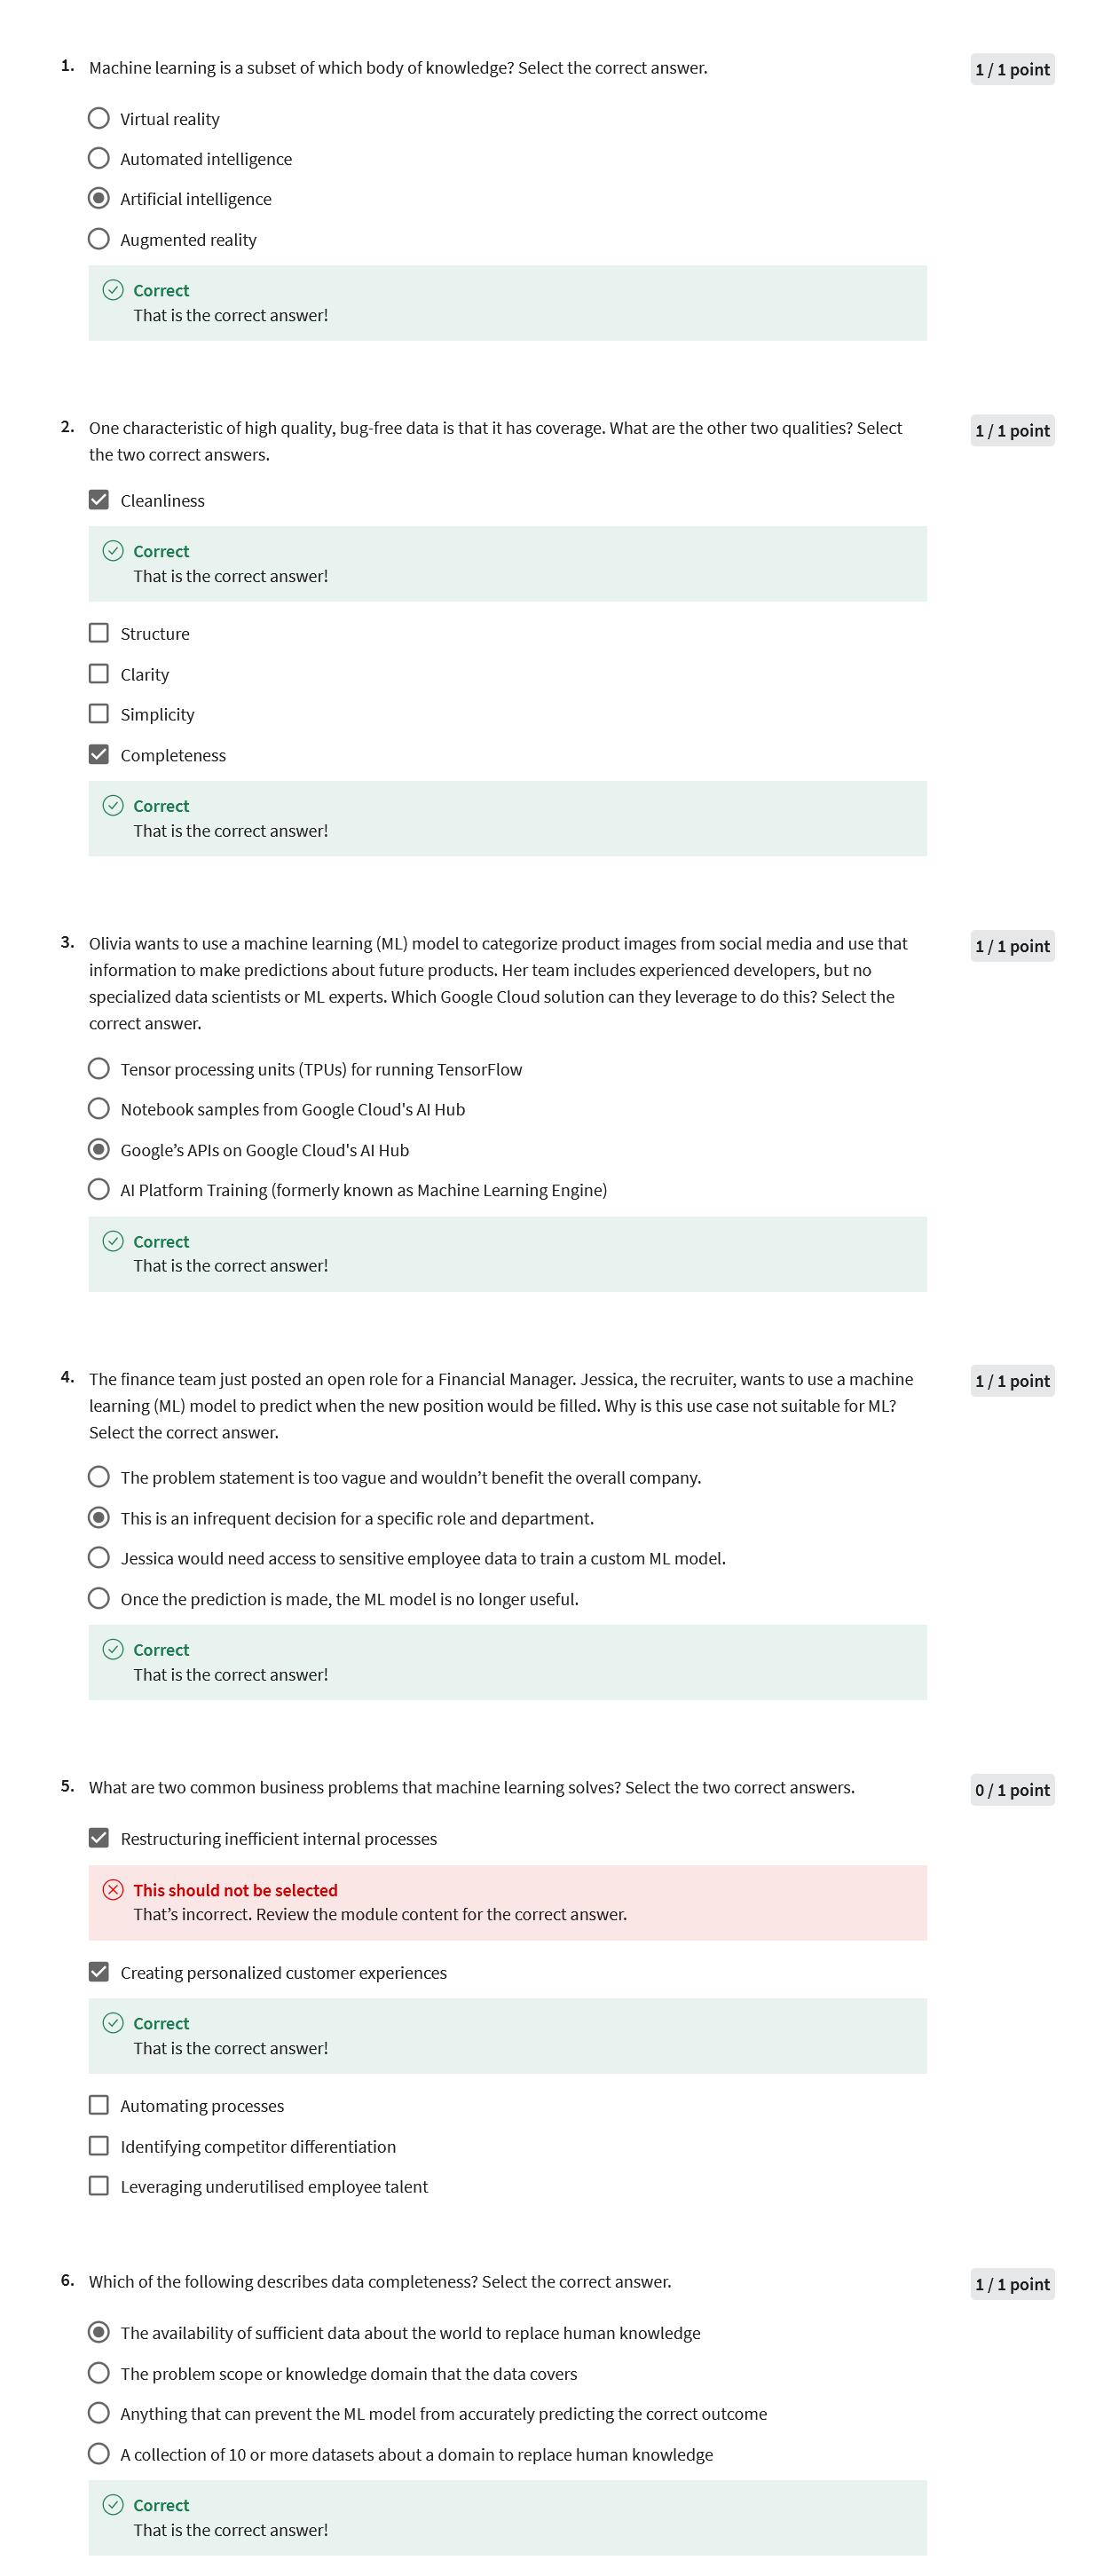 1. Machine learning is a subset of which body of knowledge? Select the correct answer. 1 / 1 point
Virtual reality
Automated intelligence
Artificial intelligence
Augmented reality
Correct
That is the correct answer!
2. One characteristic of high quality, bug-free data is that it has coverage. What are the other two qualities? Select 1 / 1 point
the two correct answers.
Cleanliness
Correct
That is the correct answer!
Structure
Clarity
Simplicity
Completeness
Correct
That is the correct answer!
3. Olivia wants to use a machine learning (ML) model to categorize product images from social media and use that 1 / 1 point
information to make predictions about future products. Her team includes experienced developers, but no
specialized data scientists or ML experts. Which Google Cloud solution can they leverage to do this? Select the
correct answer.
Tensor processing units (TPUs) for running TensorFlow
Notebook samples from Google Cloud's AI Hub
Google’s APIs on Google Cloud's AI Hub
AI Platform Training (formerly known as Machine Learning Engine)
Correct
That is the correct answer!
4. The finance team just posted an open role for a Financial Manager. Jessica, the recruiter, wants to use a machine 1 / 1 point
learning (ML) model to predict when the new position would be filled. Why is this use case not suitable for ML?
Select the correct answer.
The problem statement is too vague and wouldn’t benefit the overall company.
This is an infrequent decision for a specific role and department.
Jessica would need access to sensitive employee data to train a custom ML model.
Once the prediction is made, the ML model is no longer useful.
Correct
That is the correct answer!
5. What are two common business problems that machine learning solves? Select the two correct answers. 0 / 1 point
Restructuring inefficient internal processes
This should not be selected
That’s incorrect. Review the module content for the correct answer.
Creating personalized customer experiences
Correct
That is the correct answer!
Automating processes
Identifying competitor differentiation
Leveraging underutilised employee talent
6. Which of the following describes data completeness? Select the correct answer. 1 / 1 point
The availability of sufficient data about the world to replace human knowledge
The problem scope or knowledge domain that the data covers
Anything that can prevent the ML model from accurately predicting the correct outcome
A collection of 10 or more datasets about a domain to replace human knowledge
Correct
That is the correct answer!